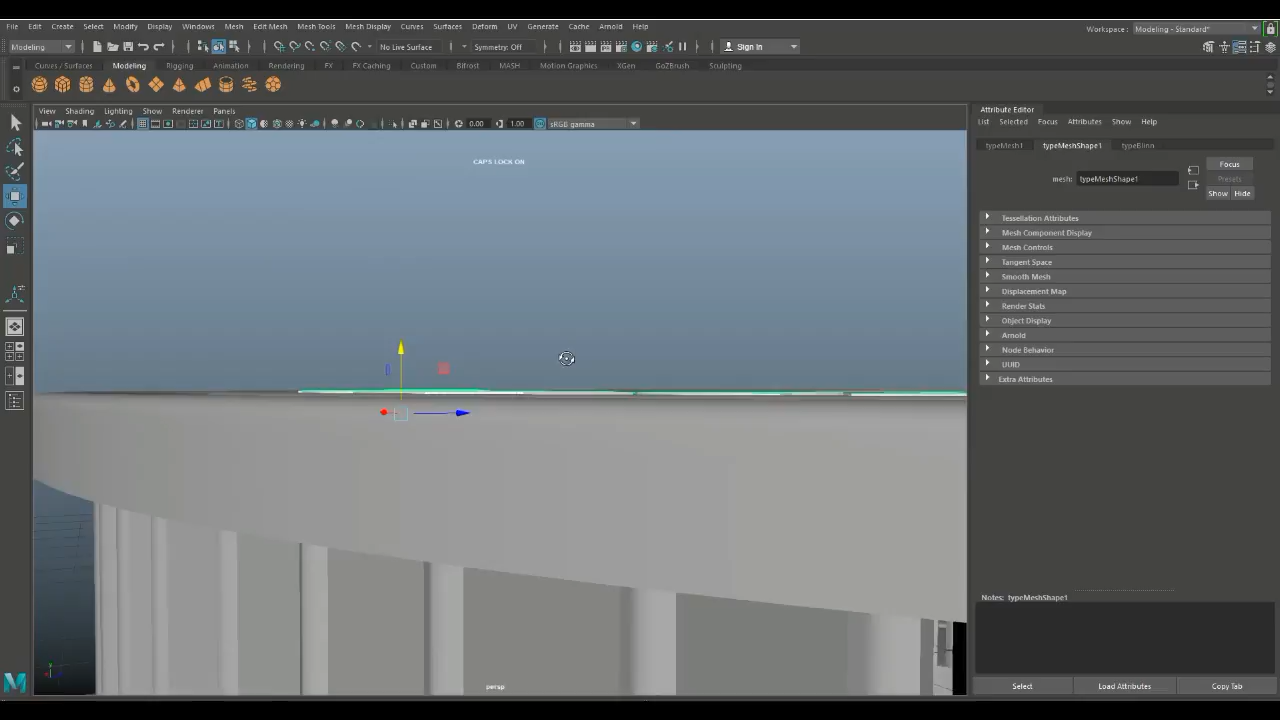 File Edit Create Select Modify Display Windows Mesh Edit Mesh Mesh Tools Mesh Display Curves Surfaces Deform UV Generate Cache Arnold Help
Workspace : Modeling - Standard*
Modeling No Live Surface Symmetry: Off Sign In
Curves / Surfaces Modeling Rigging Animation Rendering FX FX Caching Custom Bifrost MASH Motion Graphics XGen GoZBrush Sculpting
View Shading Lighting Show Renderer Panels
0.00 1.00 sRGB gamma
CAPS LOCK ON
persp
Attribute Editor
List Selected Focus Attributes Show Help
typeMesh1 typeMeshShape1 typeBlinn
Focus
mesh: typeMeshShape1
Presets
Show Hide
Tessellation Attributes
Mesh Component Display
Mesh Controls
Tangent Space
Smooth Mesh
Displacement Map
Render Stats
Object Display
Arnold
Node Behavior
UUID
Extra Attributes
Notes: typeMeshShape1
Select Load Attributes Copy Tab